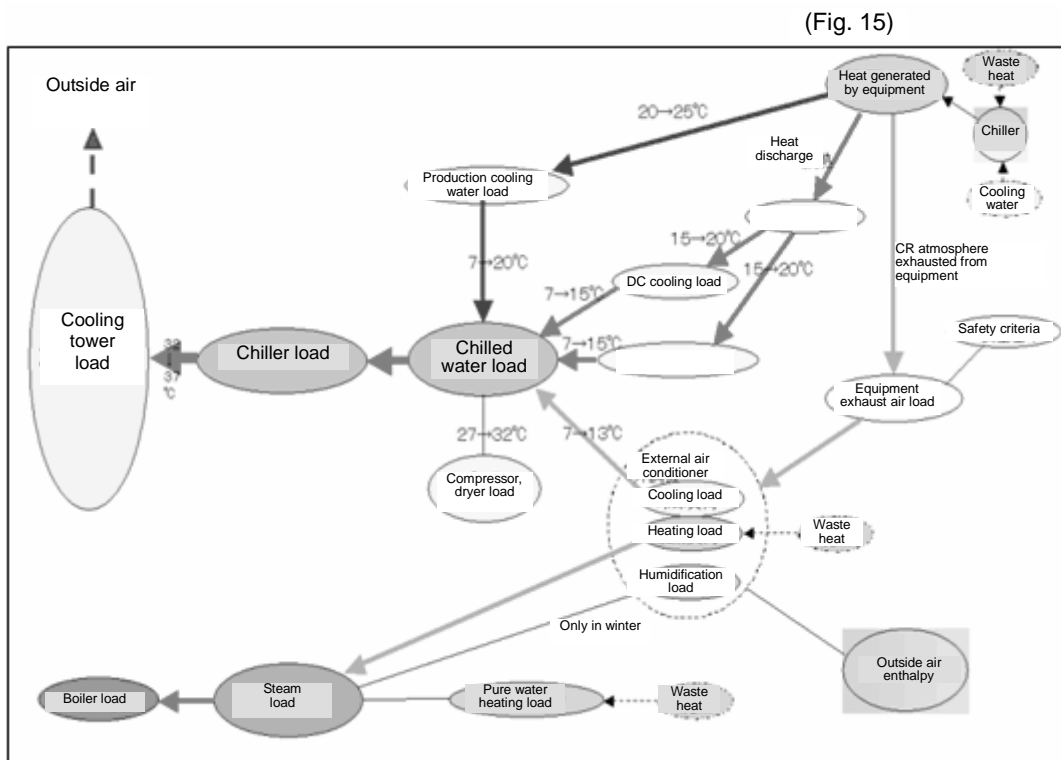 (Fig. 15)
Outside air
Heat generated
by equipment
Waste
heat
Chiller
Cooling
water
20→25℃
Heat
discharge
Production cooling
water load
15→20℃
15→20℃
CR atmosphere
exhausted from
equipment
7→20℃
DC cooling load
7→15℃
Safety criteria
Cooling
tower
load
37
℃
Chiller load
Chilled
water load
7→15℃
Equipment
exhaust air load
27→32℃
7→13℃
Compressor,
dryer load
External air
conditioner
Cooling load
Heating load
Waste
heat
Humidification
load
Only in winter
Outside air
enthalpy
Boiler load
Steam
load
Pure water
heating load
Waste
heat